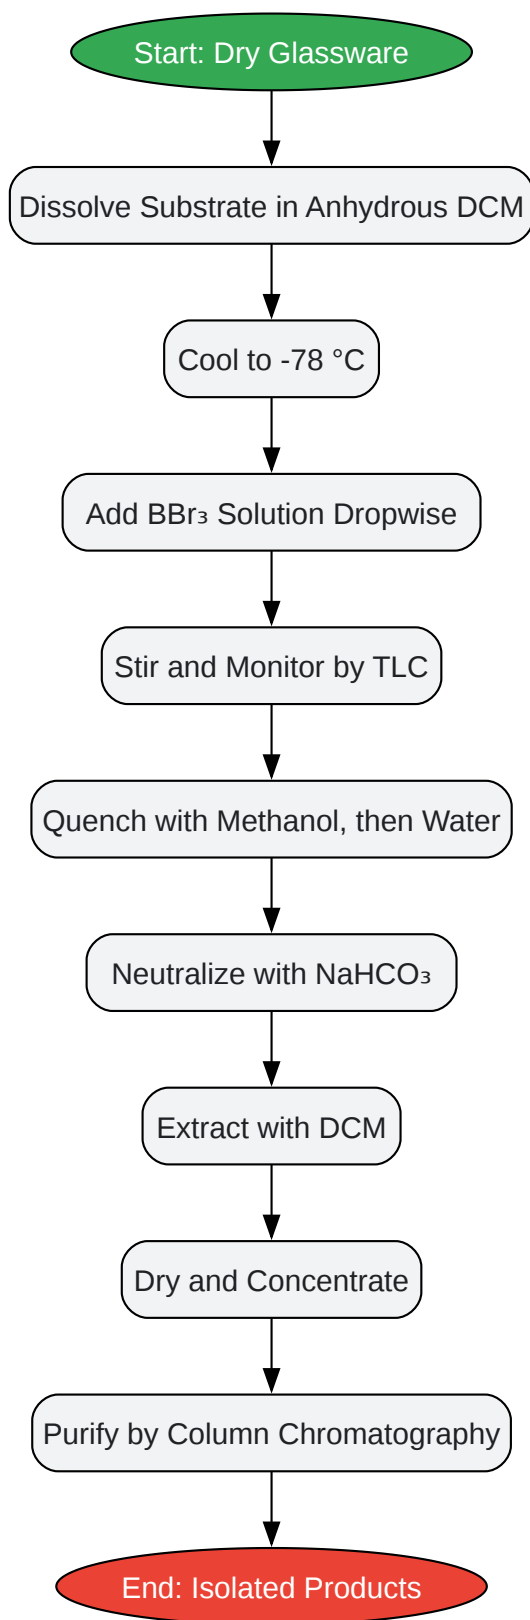 Start: Dry Glassware
Dissolve Substrate in Anhydrous DCM
Cool to -78 °C
Add BBr₃ Solution Dropwise
Stir and Monitor by TLC
Quench with Methanol, then Water
Neutralize with NaHCO₃
Extract with DCM
Dry and Concentrate
Purify by Column Chromatography
End: Isolated Products